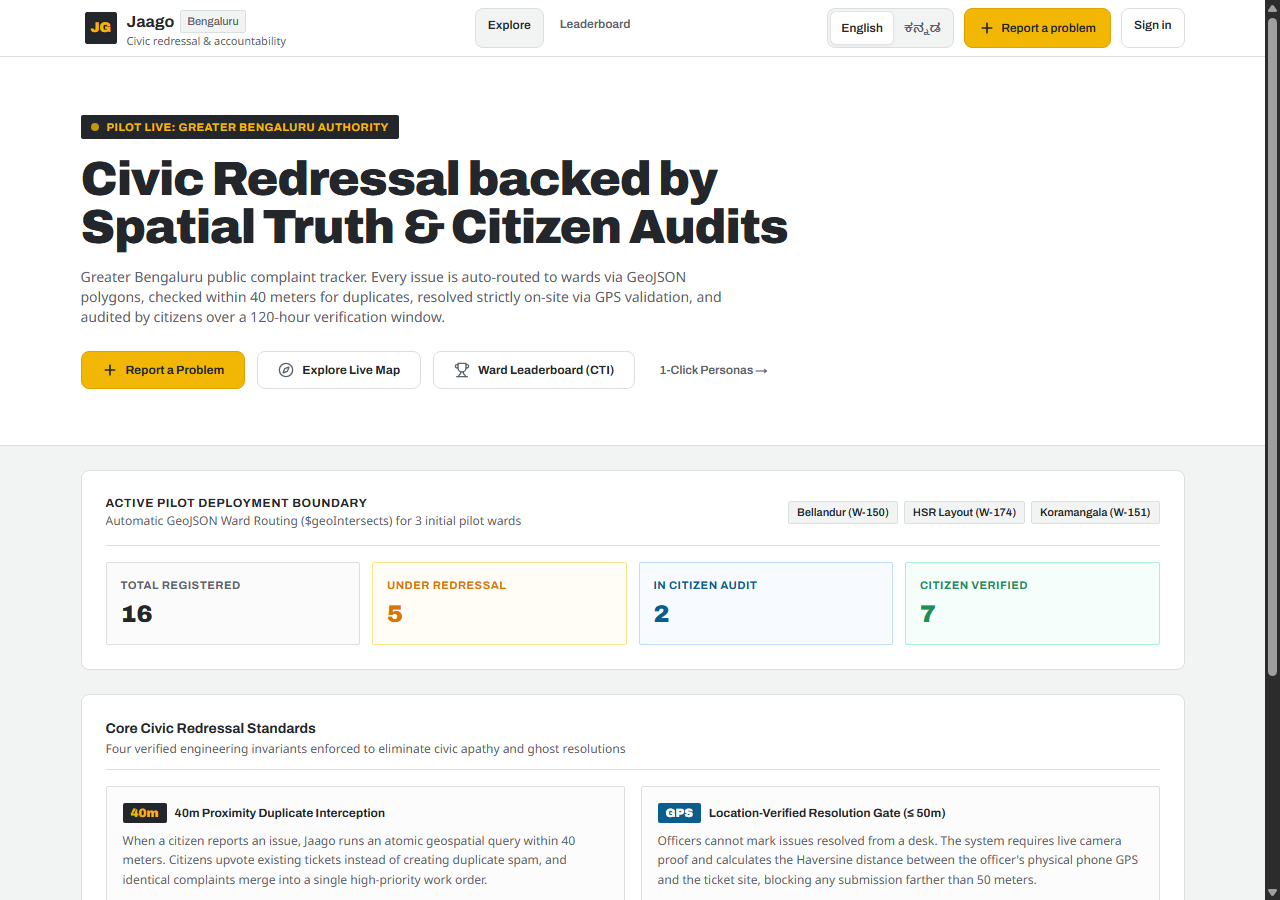 JG
Jaago
Bengaluru
Civic redressal & accountability
Explore
Leaderboard
English
ಕನ್ನಡ
Report a problem
Sign in
PILOT LIVE: GREATER BENGALURU AUTHORITY
Civic Redressal backed by
Spatial Truth & Citizen Audits
Greater Bengaluru public complaint tracker. Every issue is auto-routed to wards via GeoJSON
polygons, checked within 40 meters for duplicates, resolved strictly on-site via GPS validation, and
audited by citizens over a 120-hour verification window.
Report a Problem
Explore Live Map
Ward Leaderboard (CTI)
1-Click Personas →
ACTIVE PILOT DEPLOYMENT BOUNDARY
Automatic GeoJSON Ward Routing ($geoIntersects) for 3 initial pilot wards
Bellandur (W-150)
HSR Layout (W-174)
Koramangala (W-151)
TOTAL REGISTERED
16
UNDER REDRESSAL
5
IN CITIZEN AUDIT
2
CITIZEN VERIFIED
7
Core Civic Redressal Standards
Four verified engineering invariants enforced to eliminate civic apathy and ghost resolutions
40m
40m Proximity Duplicate Interception
When a citizen reports an issue, Jaago runs an atomic geospatial query within 40
meters. Citizens upvote existing tickets instead of creating duplicate spam, and
identical complaints merge into a single high-priority work order.
GPS
Location-Verified Resolution Gate (≤ 50m)
Officers cannot mark issues resolved from a desk. The system requires live camera
proof and calculates the Haversine distance between the officer's physical phone GPS
and the ticket site, blocking any submission farther than 50 meters.